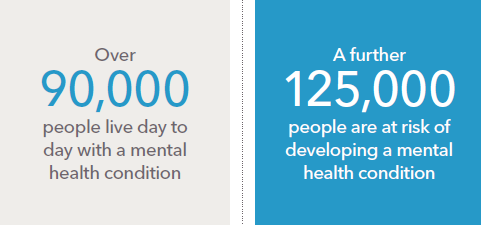 Over
90,000
people live day to
day with a mental
health condition
A further
125,000
people are at risk of
developing a mental
health condition